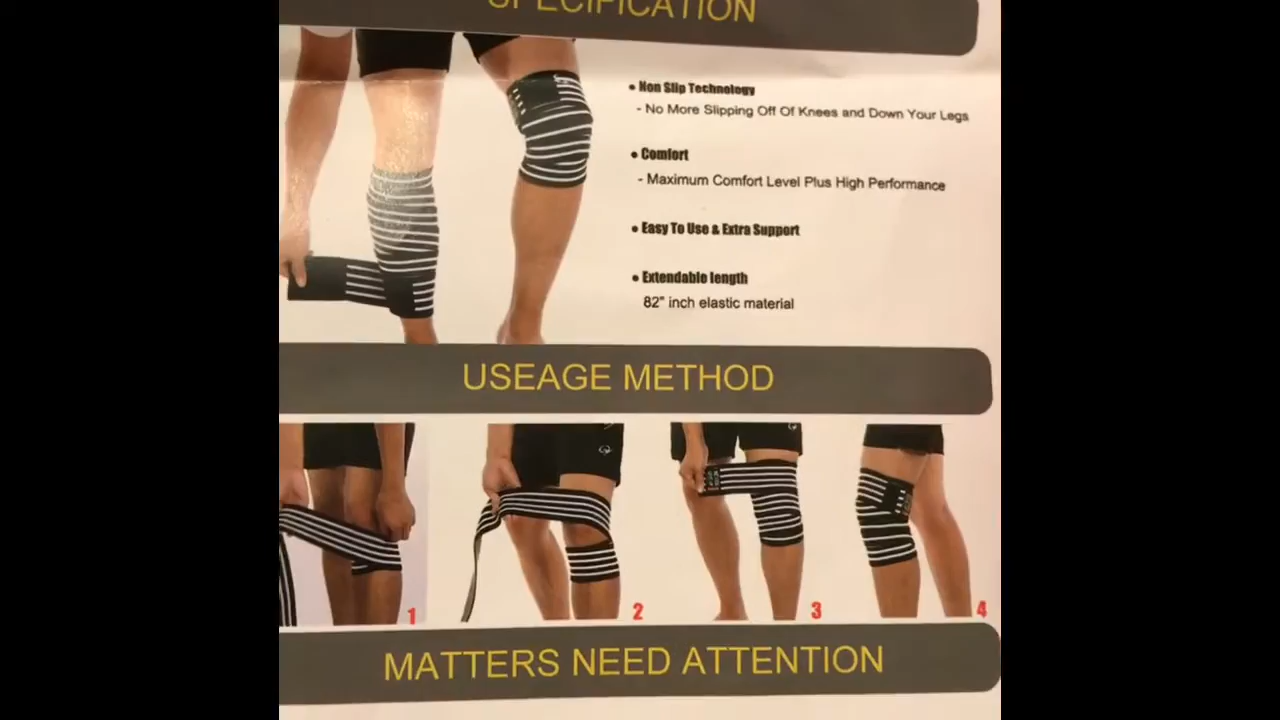 SPECIFICATION
• Non Slip Technology
- No More Slipping Off Of Knees and Down Your Legs
• Comfort
- Maximum Comfort Level Plus High Performance
• Easy To Use & Extra Support
• Extendable length
82" inch elastic material
USEAGE METHOD
1
2
3
4
MATTERS NEED ATTENTION